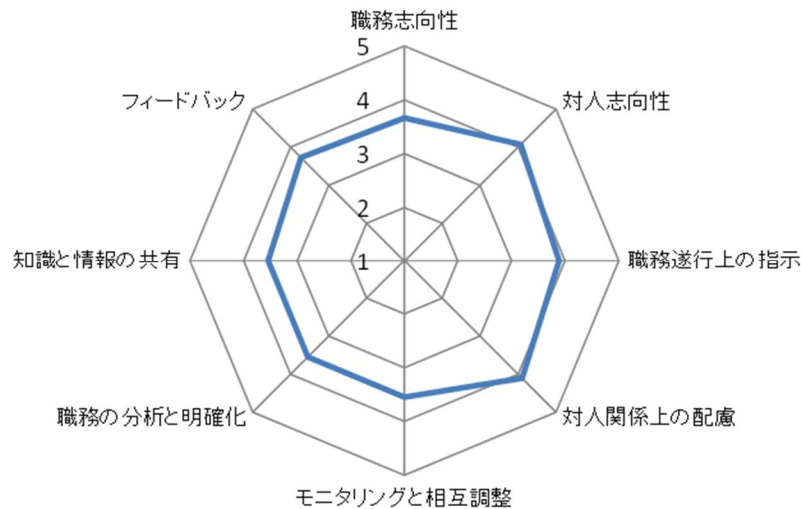 職務志向性
5
フィードバック
4
対人志向性
3
2
知識と情報の共有
1
職務遂行上の指示
職務の分析と明確化
対人関係上の配慮
モニタリングと相互調整